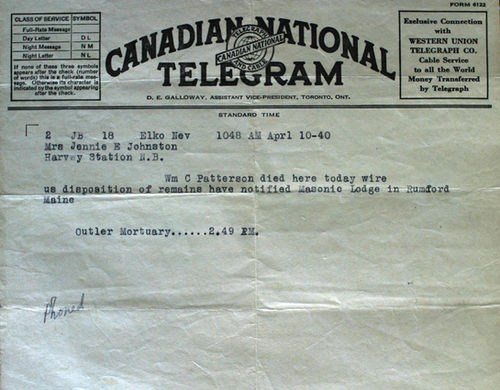 FORM 6122
CLASS OF SERVICE SYMBOL
Full-Rate Message
Day Letter D L
Night Message N M
Night Letter N L
If none of these three symbols
appears after the check (number
of words) this is a full-rate mes-
sage. Otherwise its character is
indicated by the symbol appearing
after the check.
CANADIAN NATIONAL
TELEGRAM
TELEGRAPH
CANADIAN NATIONAL
CABLE
D. E. GALLOWAY, ASSISTANT VICE-PRESIDENT, TORONTO, ONT.
Exclusive Connection
with
WESTERN UNION
TELEGRAPH CO.
Cable Service
to all the World
Money Transferred
by Telegraph
STANDARD TIME
2 JB 18 Elko Nev 1048 AM Aprl 10-40
Mrs Jennie E Johnston
Harvey Station N.B.
Wm C Patterson died here today wire
us disposition of remains have notified Masonic Lodge in Rumford
Maine
Outler Mortuary......2.49 PM.
Phoned